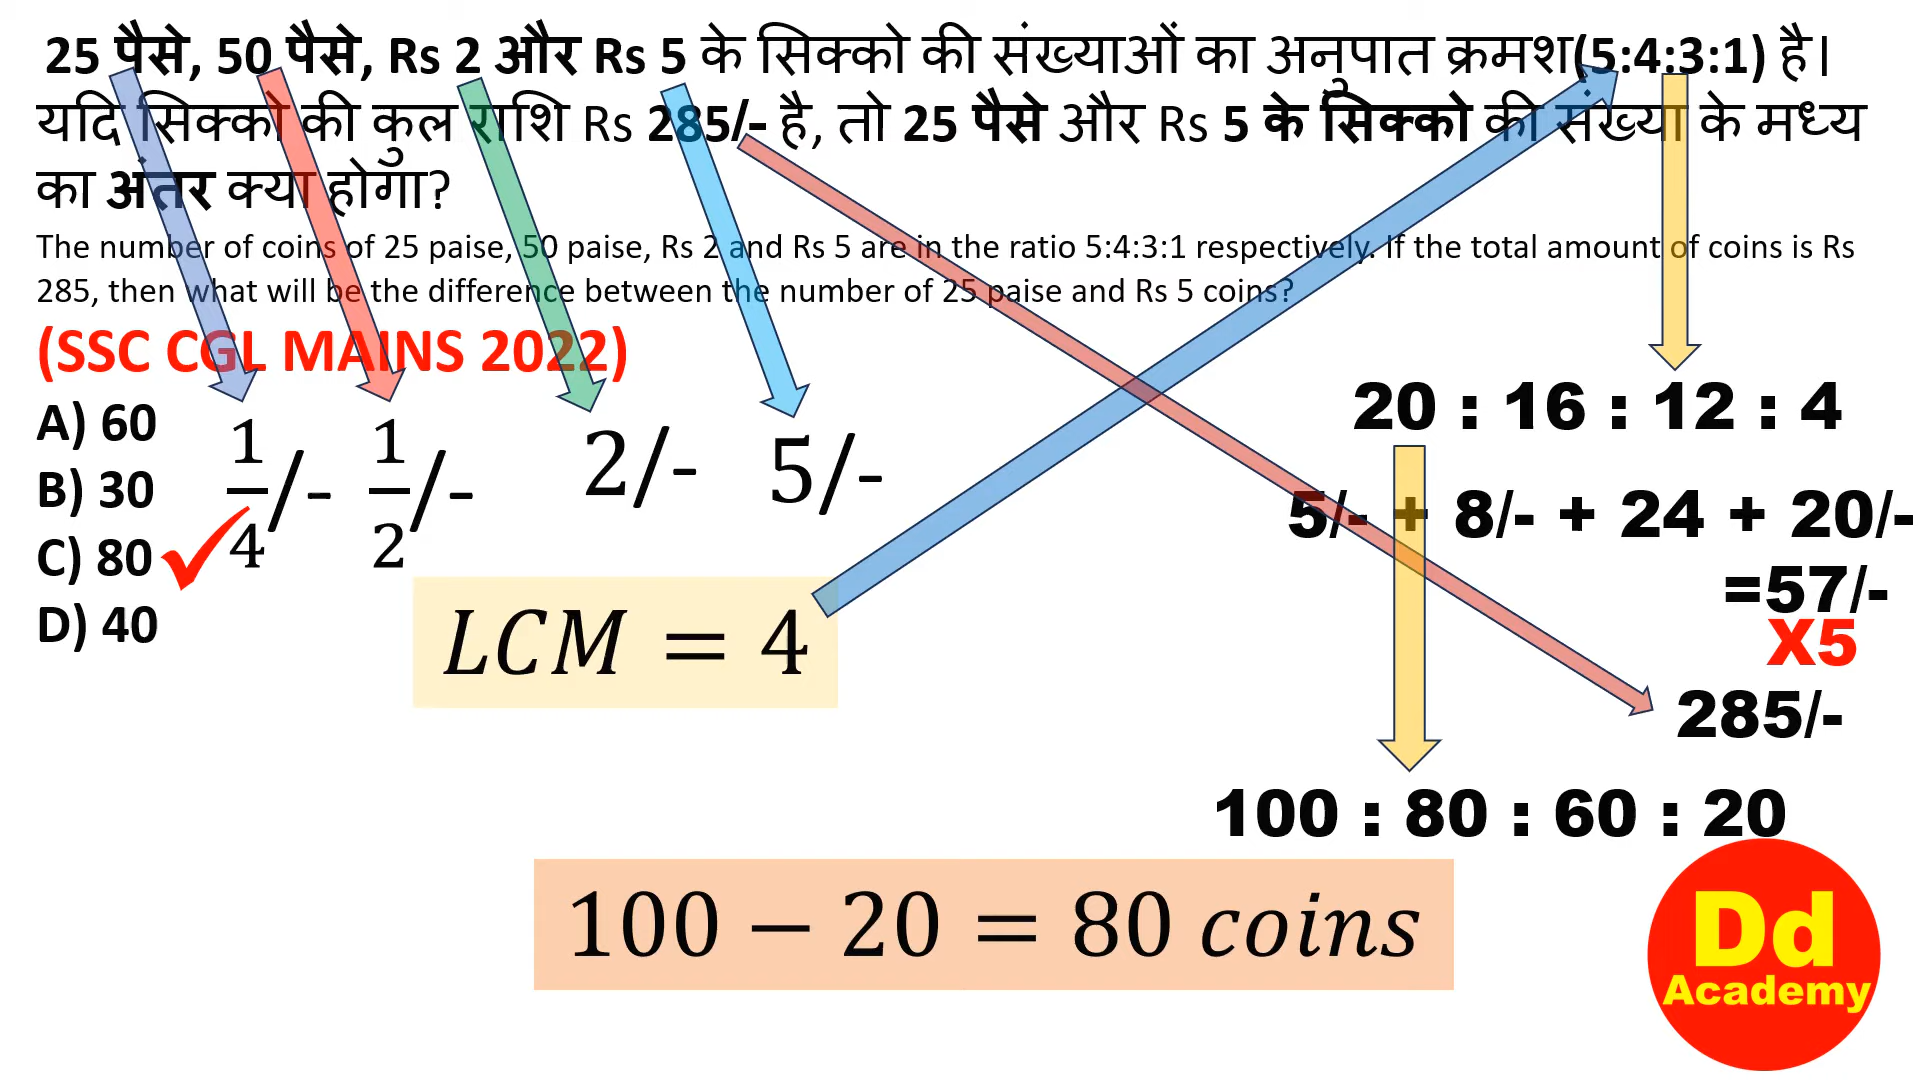 25 पैसे, 50 पैसे, Rs 2 और Rs 5 के सिक्को की संख्याओं का अनुपात क्रमश(5:4:3:1) है।
यदि सिक्को की कुल राशि Rs 285/- है, तो 25 पैसे और Rs 5 के सिक्को की संख्या के मध्य
का अंतर क्या होगा?
The number of coins of 25 paise, 50 paise, Rs 2 and Rs 5 are in the ratio 5:4:3:1 respectively. If the total amount of coins is Rs
285, then what will be the difference between the number of 25 paise and Rs 5 coins?
(SSC CGL MAINS 2022)
A) 60
B) 30
C) 80
D) 40
1/4/- 1/2/- 2/- 5/-
LCM = 4
20 : 16 : 12 : 4
5/- + 8/- + 24 + 20/-
=57/-
X5
285/-
100 : 80 : 60 : 20
100 − 20 = 80 coins
Dd
Academy